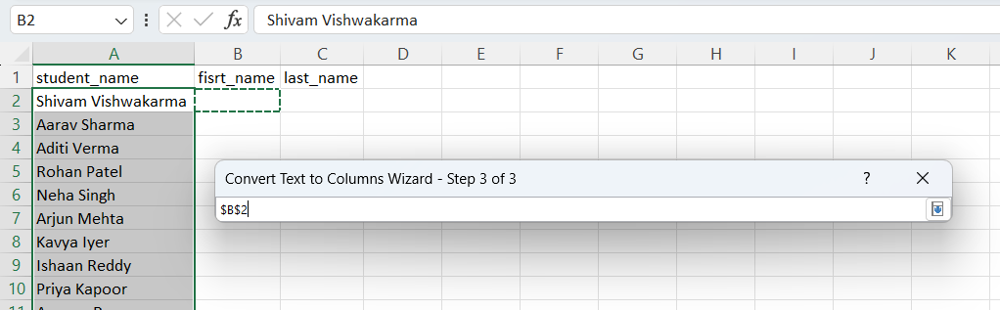 B2 fx Shivam Vishwakarma
A B C D E F G H I J K
1 student_name fisrt_name last_name
2 Shivam Vishwakarma
3 Aarav Sharma
4 Aditi Verma
5 Rohan Patel
6 Neha Singh
7 Arjun Mehta
8 Kavya Iyer
9 Ishaan Reddy
10 Priya Kapoor
11
Convert Text to Columns Wizard - Step 3 of 3 ?
$B$2